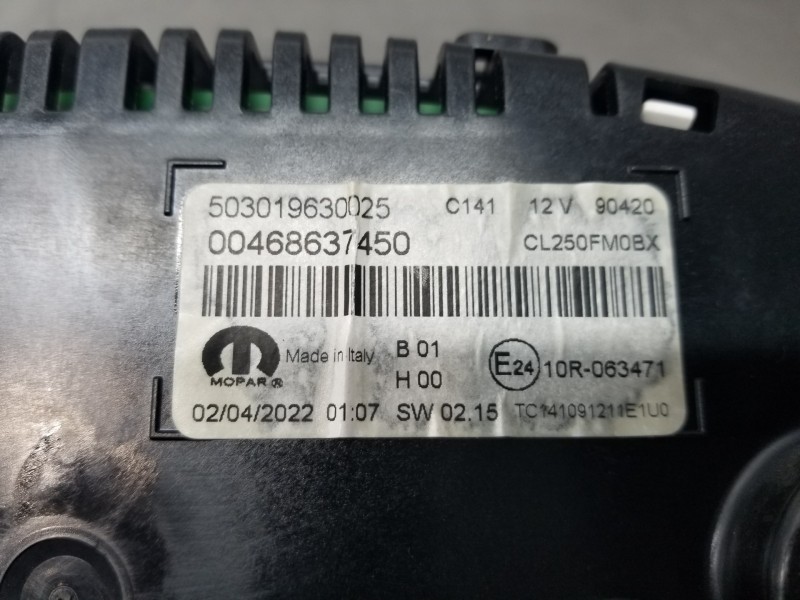 503019630025 C141 12 V 90420
00468637450 CL250FM0BX
MOPAR® Made in Italy B 01 H 00 E24 10R-063471
02/04/2022 01:07 SW 02.15 TC141091211E1U0